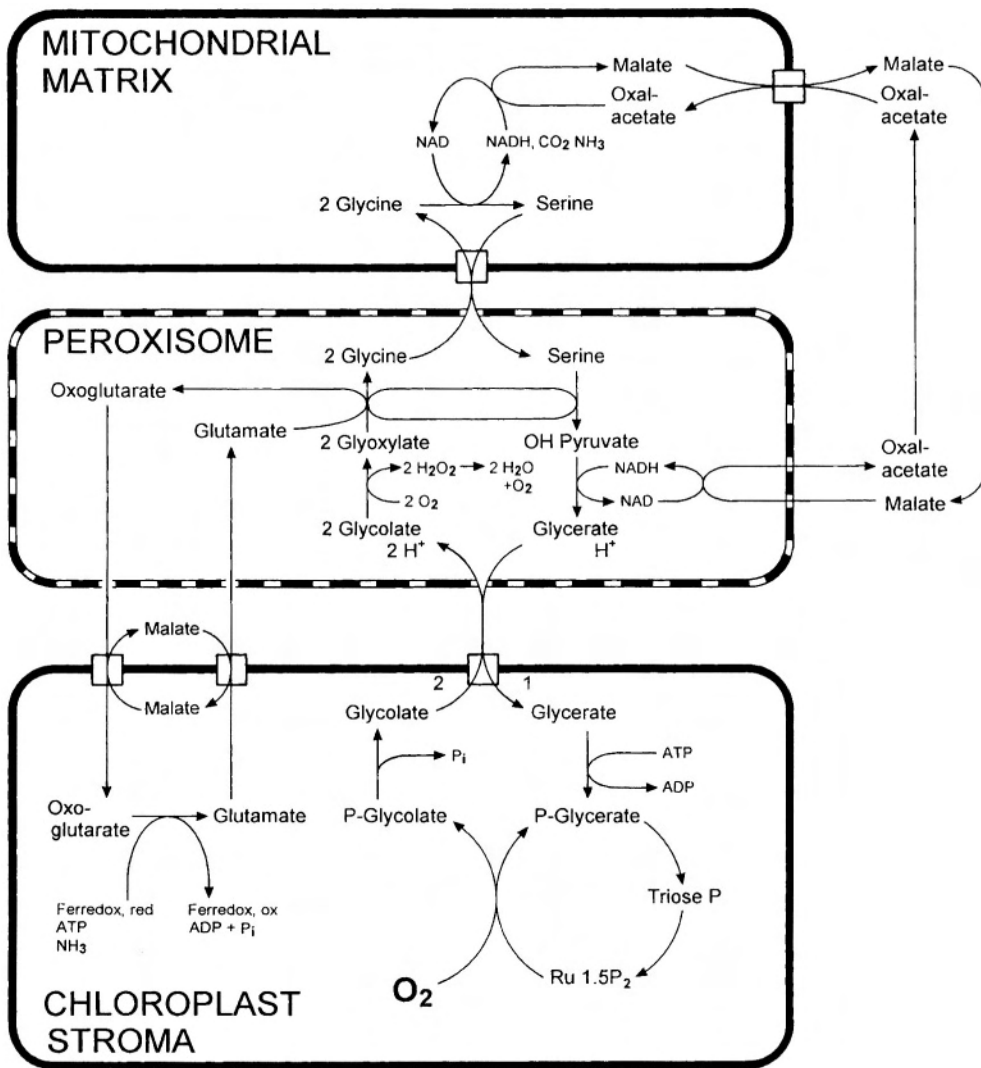 MITOCHONDRIAL
MATRIX
Malate
Oxal-
acetate
Malate
Oxal-
acetate
NAD
NADH, CO2 NH3
2 Glycine
Serine
PEROXISOME
2 Glycine
Serine
Oxoglutarate
Glutamate
2 Glyoxylate
OH Pyruvate
2 H2O2
2 H2O
+O2
2 O2
NADH
NAD
Oxal-
acetate
Malate
2 Glycolate
2 H+
Glycerate
H+
Malate
Malate
2
1
Glycolate
Glycerate
Pi
ATP
ADP
Oxo-
glutarate
Glutamate
P-Glycolate
P-Glycerate
Triose P
Ferredox, red
ATP
NH3
Ferredox, ox
ADP + Pi
O2
Ru 1.5P2
CHLOROPLAST
STROMA